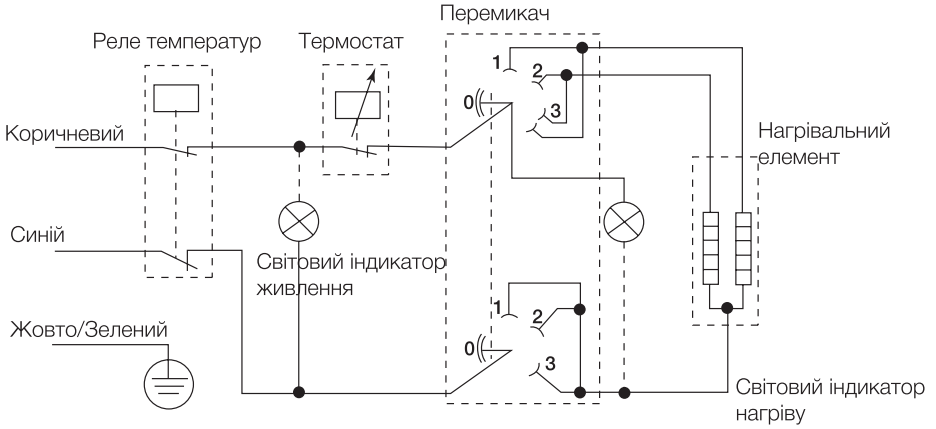 Перемикач
Реле температур
Термостат
1
2
0
3
Коричневий
Нагрівальний
елемент
Синій
Світовий індикатор
живлення
1
2
Жовто/Зелений
0
3
Світовий індикатор
нагріву